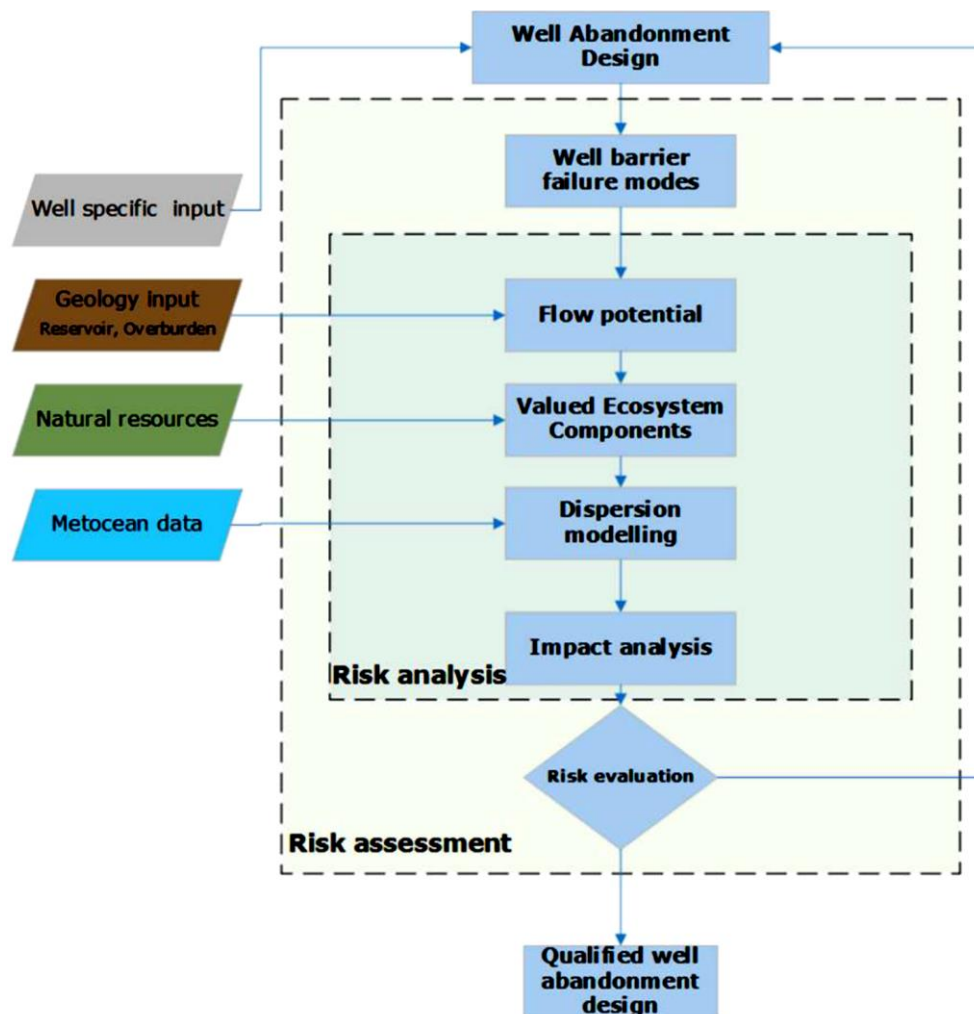 Well Abandonment
Design
Well barrier
failure modes
Well specific input
Geology input
Reservoir, Overburden
Flow potential
Natural resources
Valued Ecosystem
Components
Metocean data
Dispersion
modelling
Impact analysis
Risk analysis
Risk evaluation
Risk assessment
Qualified well
abandonment
design